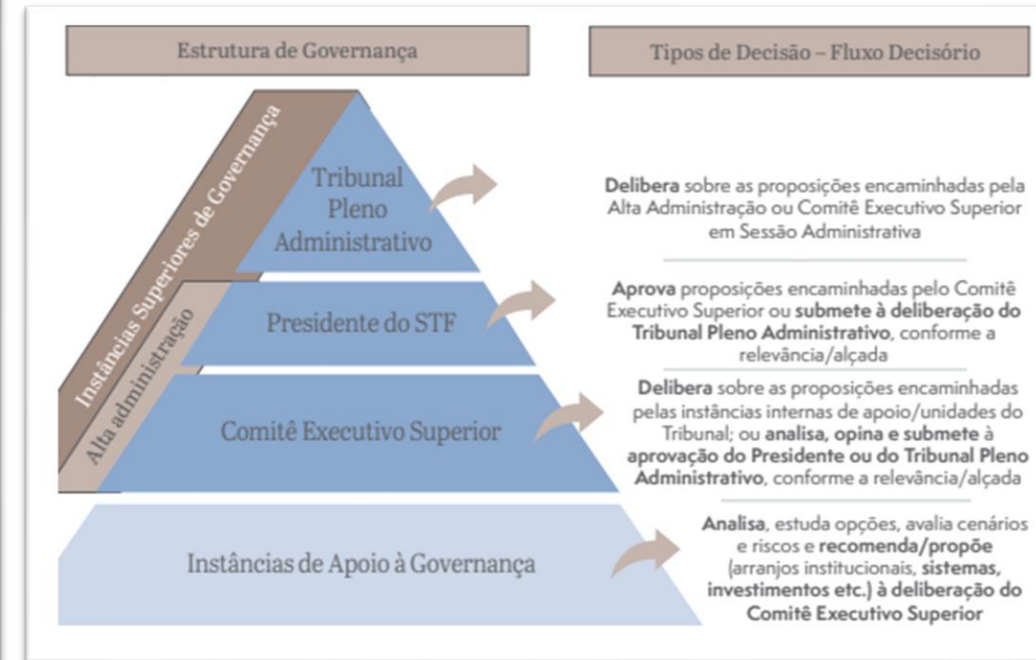 Estrutura de Governança
Tipos de Decisão – Fluxo Decisório
Instâncias Superiores de Governança
Alta administração
Tribunal
Pleno
Administrativo
Delibera sobre as proposições encaminhadas pela
Alta Administração ou Comitê Executivo Superior
em Sessão Administrativa
Presidente do STF
Aprova proposições encaminhadas pelo Comitê
Executivo Superior ou submete à deliberação do
Tribunal Pleno Administrativo, conforme a
relevância/alçada
Comitê Executivo Superior
Delibera sobre as proposições encaminhadas
pelas instâncias internas de apoio/unidades do
Tribunal; ou analisa, opina e submete à
aprovação do Presidente ou do Tribunal Pleno
Administrativo, conforme a relevância/alçada
Instâncias de Apoio à Governança
Analisa, estuda opções, avalia cenários
e riscos e recomenda/propõe
(arranjos institucionais, sistemas,
investimentos etc.) à deliberação do
Comitê Executivo Superior